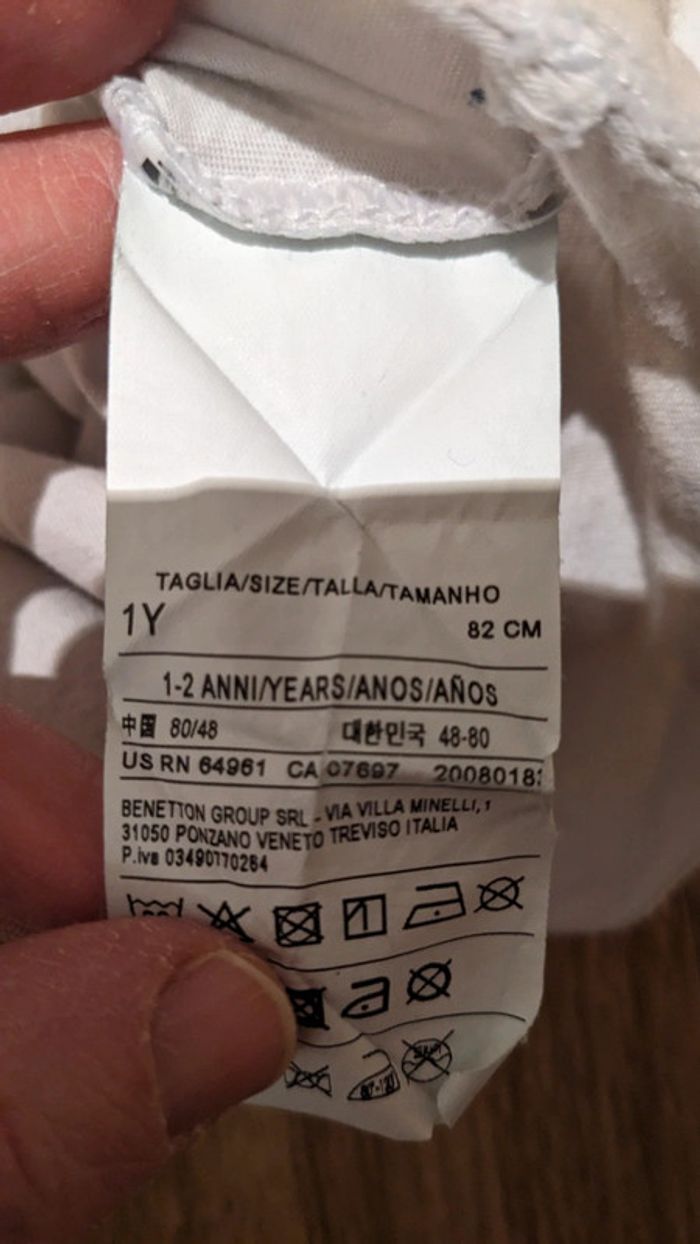 TAGLIA/SIZE/TALLA/TAMANHO
1Y 82 CM
1-2 ANNI/YEARS/ANOS/AÑOS
中国 80/48 대한민국 48-80
US RN 64961 CA 07697
BENETTON GROUP SRL - VIA VILLA MINELLI, 1
31050 PONZANO VENETO TREVISO ITALIA
P.iva 03490770264